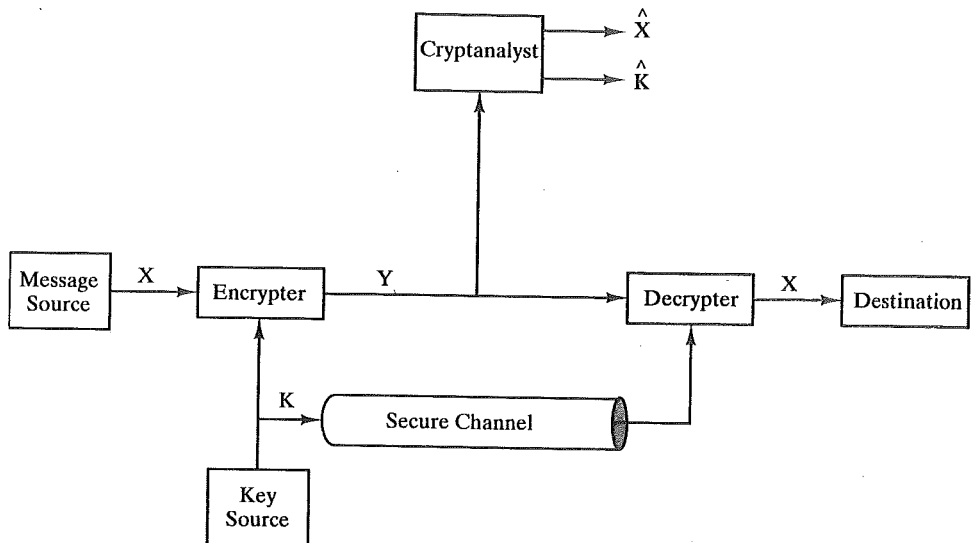 Cryptanalyst
X̂
K̂
Message
Source
X
Encrypter
Y
Decrypter
X
Destination
K
Secure Channel
Key
Source